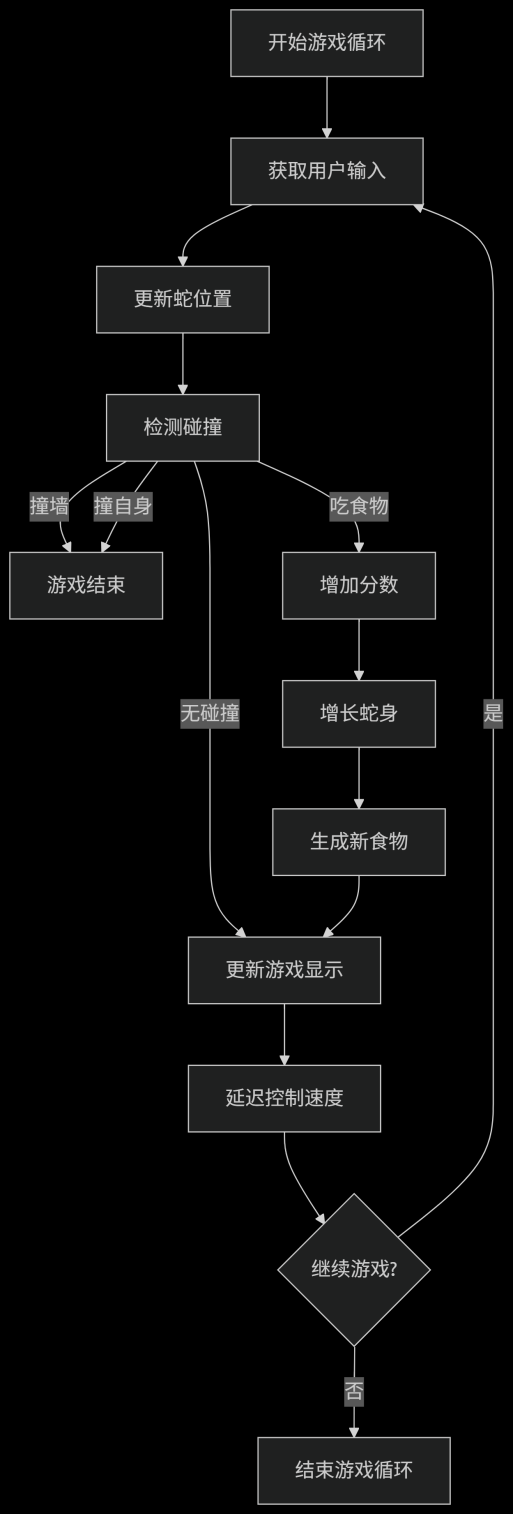 开始游戏循环
获取用户输入
更新蛇位置
检测碰撞
撞墙
撞自身
吃食物
游戏结束
增加分数
无碰撞
增长蛇身
是
生成新食物
更新游戏显示
延迟控制速度
继续游戏?
否
结束游戏循环